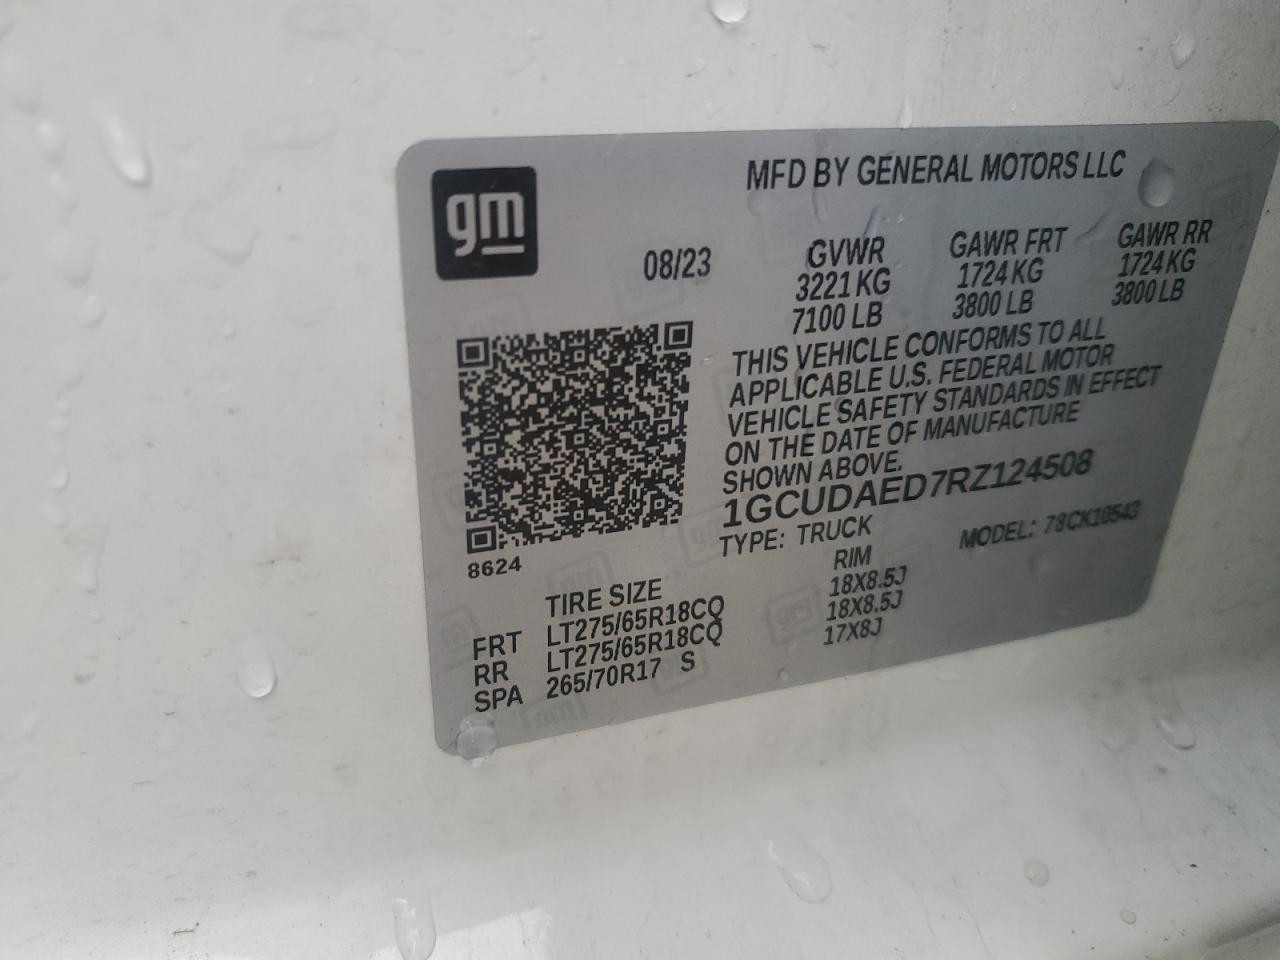 gm
MFD BY GENERAL MOTORS LLC
08/23
GVWR GAWR FRT GAWR RR
3221 KG 1724 KG 1724 KG
7100 LB 3800 LB 3800 LB
THIS VEHICLE CONFORMS TO ALL
APPLICABLE U.S. FEDERAL MOTOR
VEHICLE SAFETY STANDARDS IN EFFECT
ON THE DATE OF MANUFACTURE
SHOWN ABOVE.
1GCUDAED7RZ124508
TYPE: TRUCK MODEL: 78CK10543
8624
TIRE SIZE RIM
FRT LT275/65R18CQ 18X8.5J
RR LT275/65R18CQ 18X8.5J
SPA 265/70R17 S 17X8J